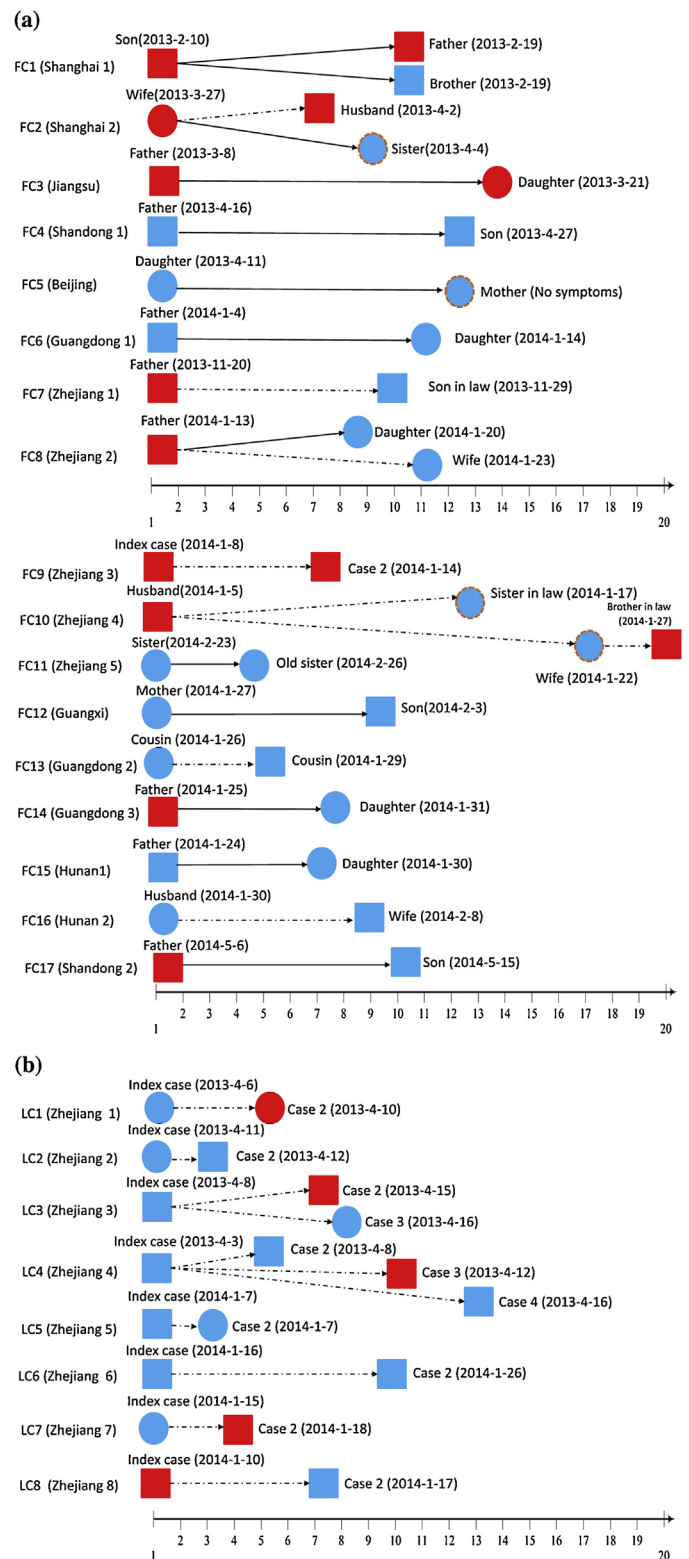 (a)
Son(2013-2-10)
Father (2013-2-19)
FC1 (Shanghai 1)
Brother (2013-2-19)
Wife(2013-3-27)
Husband (2013-4-2)
FC2 (Shanghai 2)
Sister(2013-4-4)
Father (2013-3-8)
FC3 (Jiangsu)
Daughter (2013-3-21)
Father (2013-4-16)
FC4 (Shandong 1)
Son (2013-4-27)
Daughter (2013-4-11)
FC5 (Beijing)
Mother (No symptoms)
Father (2014-1-4)
FC6 (Guangdong 1)
Daughter (2014-1-14)
Father (2013-11-20)
FC7 (Zhejiang 1)
Son in law (2013-11-29)
Father (2014-1-13)
Daughter (2014-1-20)
FC8 (Zhejiang 2)
Wife (2014-1-23)
1 2 3 4 5 6 7 8 9 10 11 12 13 14 15 16 17 18 19 20
Index case (2014-1-8)
FC9 (Zhejiang 3)
Case 2 (2014-1-14)
Husband(2014-1-5)
Sister in law (2014-1-17)
FC10 (Zhejiang 4)
Brother in law
(2014-1-27)
Wife (2014-1-22)
Sister(2014-2-23)
FC11 (Zhejiang 5)
Old sister (2014-2-26)
Mother (2014-1-27)
FC12 (Guangxi)
Son(2014-2-3)
Cousin (2014-1-26)
FC13 (Guangdong 2)
Cousin (2014-1-29)
Father (2014-1-25)
FC14 (Guangdong 3)
Daughter (2014-1-31)
Father (2014-1-24)
FC15 (Hunan1)
Daughter (2014-1-30)
Husband (2014-1-30)
FC16 (Hunan 2)
Wife (2014-2-8)
Father (2014-5-6)
FC17 (Shandong 2)
Son (2014-5-15)
1 2 3 4 5 6 7 8 9 10 11 12 13 14 15 16 17 18 19 20
(b)
Index case (2013-4-6)
LC1 (Zhejiang 1)
Case 2 (2013-4-10)
Index case (2013-4-11)
LC2 (Zhejiang 2)
Case 2 (2013-4-12)
Index case (2013-4-8)
Case 2 (2013-4-15)
LC3 (Zhejiang 3)
Case 3 (2013-4-16)
Index case (2013-4-3)
Case 2 (2013-4-8)
LC4 (Zhejiang 4)
Case 3 (2013-4-12)
Case 4 (2013-4-16)
Index case (2014-1-7)
LC5 (Zhejiang 5)
Case 2 (2014-1-7)
Index case (2014-1-16)
LC6 (Zhejiang 6)
Case 2 (2014-1-26)
Index case (2014-1-15)
LC7 (Zhejiang 7)
Case 2 (2014-1-18)
Index case (2014-1-10)
LC8 (Zhejiang 8)
Case 2 (2014-1-17)
1 2 3 4 5 6 7 8 9 10 11 12 13 14 15 16 17 18 19 20